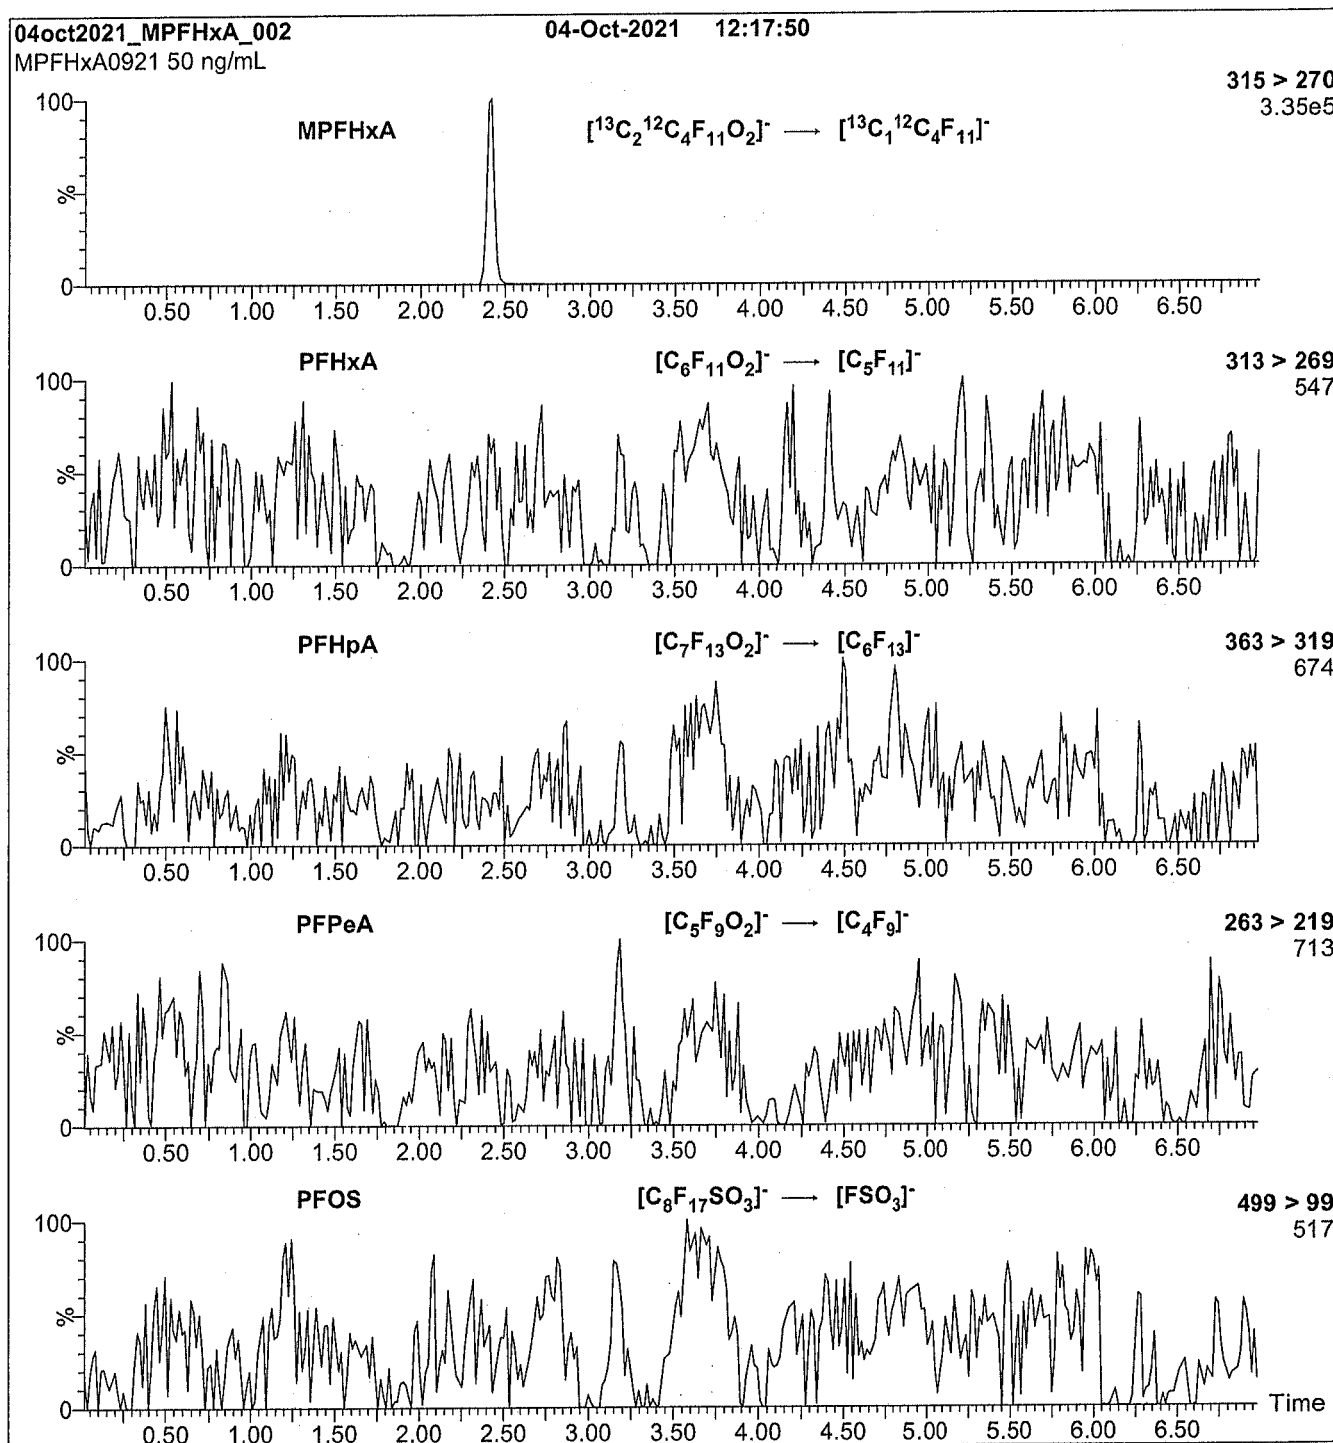 04oct2021_MPFHxA_002 04-Oct-2021 12:17:50
MPFHxA0921 50 ng/mL
315 > 270
3.35e5
MPFHxA [¹³C₂¹²C₄F₁₁O₂]⁻ → [¹³C₁¹²C₄F₁₁]⁻
100
%
0
0.50 1.00 1.50 2.00 2.50 3.00 3.50 4.00 4.50 5.00 5.50 6.00 6.50
PFHxA [C₆F₁₁O₂]⁻ → [C₅F₁₁]⁻ 313 > 269
547
100
%
0
0.50 1.00 1.50 2.00 2.50 3.00 3.50 4.00 4.50 5.00 5.50 6.00 6.50
PFHpA [C₇F₁₃O₂]⁻ → [C₆F₁₃]⁻ 363 > 319
674
100
%
0
0.50 1.00 1.50 2.00 2.50 3.00 3.50 4.00 4.50 5.00 5.50 6.00 6.50
PFPeA [C₅F₉O₂]⁻ → [C₄F₉]⁻ 263 > 219
713
100
%
0
0.50 1.00 1.50 2.00 2.50 3.00 3.50 4.00 4.50 5.00 5.50 6.00 6.50
PFOS [C₈F₁₇SO₃]⁻ → [FSO₃]⁻ 499 > 99
517
100
%
0
Time
0.50 1.00 1.50 2.00 2.50 3.00 3.50 4.00 4.50 5.00 5.50 6.00 6.50